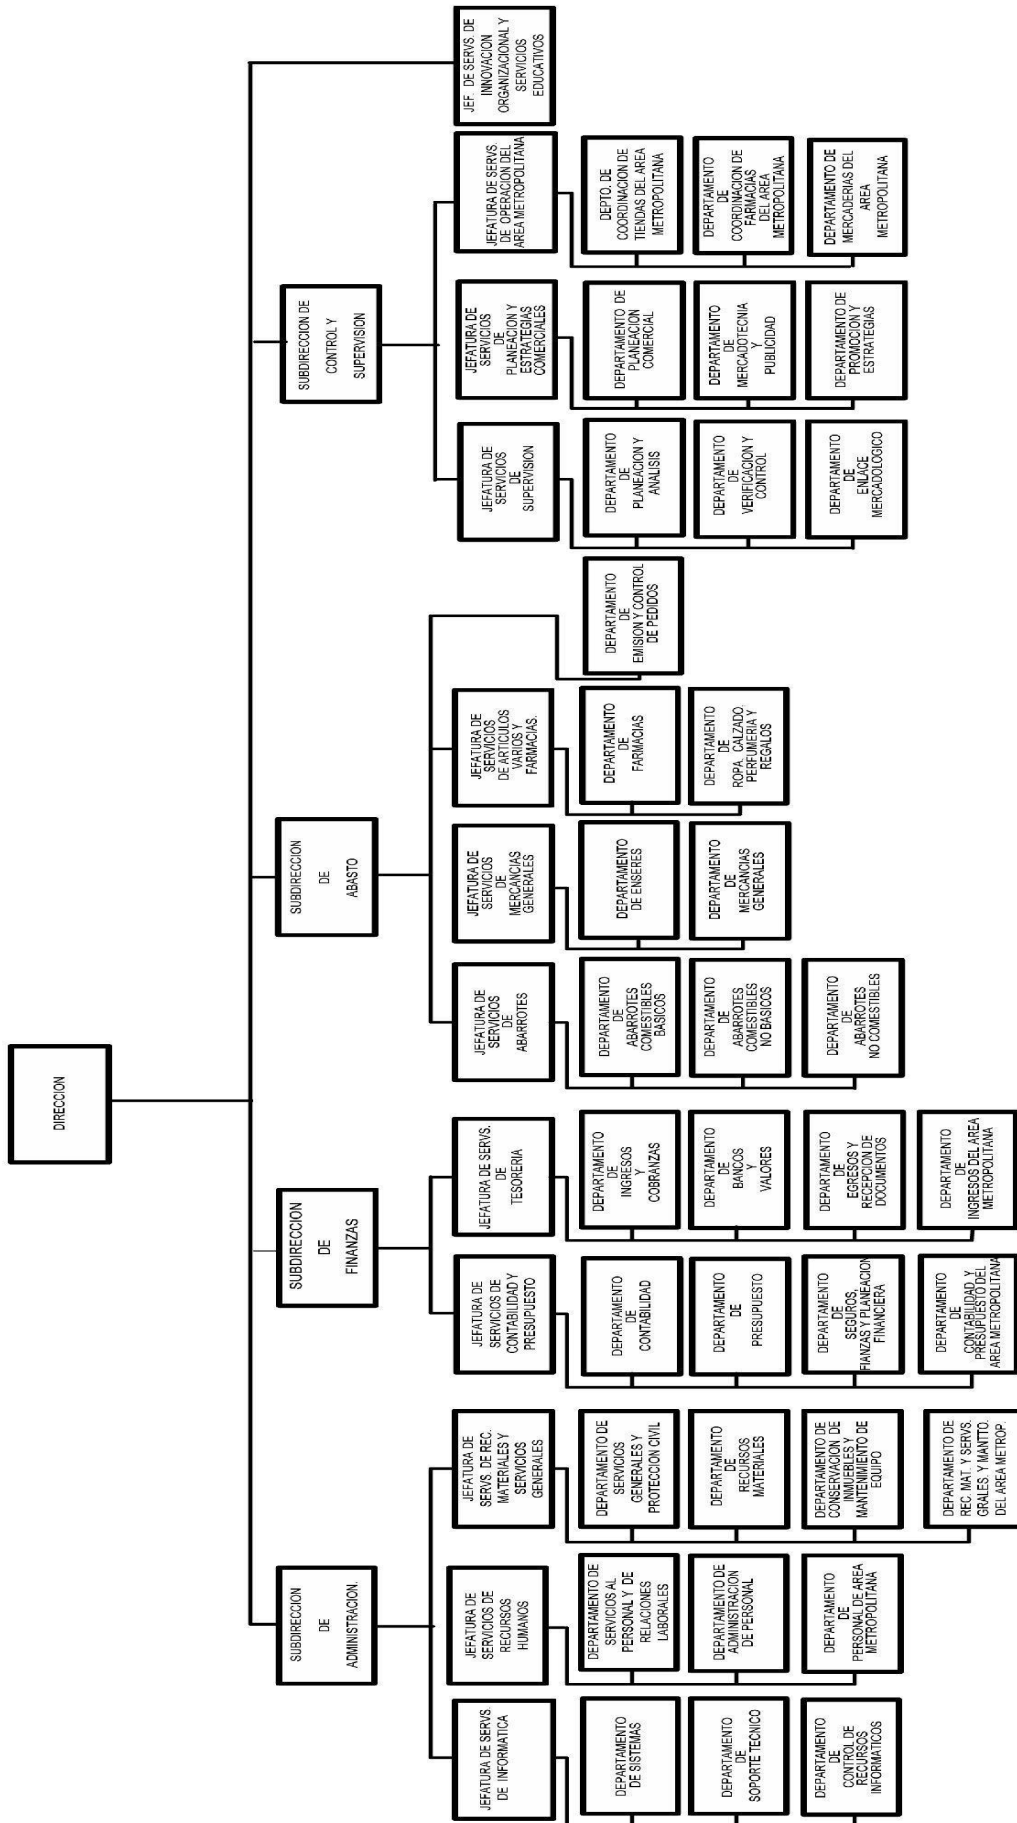 DIRECCION
SUBDIRECCION
DE
ADMINISTRACION.
SUBDIRECCION
DE
FINANZAS
SUBDIRECCION
DE
ABASTO
SUBDIRECCION DE
CONTROL Y
SUPERVISION
JEF. DE SERVS. DE
INNOVACION
ORGANIZACIONAL Y
SERVICIOS
EDUCATIVOS
JEFATURA DE SERVS.
DE INFORMATICA
DEPARTAMENTO
DE SISTEMAS
DEPARTAMENTO
DE
SOPORTE TECNICO
DEPARTAMENTO
DE
CONTROL DE
RECURSOS
INFORMATICOS
JEFATURA DE
SERVICIOS DE
RECURSOS
HUMANOS
DEPARTAMENTO DE
SERVICIOS AL
PERSONAL Y DE
RELACIONES
LABORALES
DEPARTAMENTO DE
ADMINISTRACION
DE PERSONAL
DEPARTAMENTO
DE
PERSONAL DE AREA
METROPOLITANA
JEFATURA DE
SERVS. DE REC.
MATERIALES Y
SERVICIOS
GENERALES
DEPARTAMENTO DE
SERVICIOS
GENERALES Y
PROTECCION CIVIL
DEPARTAMENTO
DE
RECURSOS
MATERIALES
DEPARTAMENTO DE
CONSERVACION DE
INMUEBLES Y
MANTENIMIENTO DE
EQUIPO
DEPARTAMENTO DE
REC. MAT. Y SERVS.
GRALES. Y MANTTO.
DEL AREA METROP.
JEFATURA DE
SERVICIOS DE
CONTABILIDAD Y
PRESUPUESTO
DEPARTAMENTO
DE
CONTABILIDAD
DEPARTAMENTO
DE
PRESUPUESTO
DEPARTAMENTO
DE
SEGUROS,
FIANZAS Y PLANEACION
FINANCIERA
DEPARTAMENTO
DE
CONTABILIDAD Y
PRESUPUESTO DEL
AREA METROPOLITANA
JEFATURA DE SERVS.
DE
TESORERIA
DEPARTAMENTO
DE
INGRESOS
Y
COBRANZAS
DEPARTAMENTO
DE
BANCOS
Y
VALORES
DEPARTAMENTO
DE
EGRESOS Y
RECEPCION DE
DOCUMENTOS
DEPARTAMENTO
DE
INGRESOS DEL AREA
METROPOLITANA
JEFATURA DE
SERVICIOS
DE
ABARROTES
DEPARTAMENTO
DE
ABARROTES
COMESTIBLES
BASICOS
DEPARTAMENTO
DE
ABARROTES
COMESTIBLES
NO BASICOS
DEPARTAMENTO
DE
ABARROTES
NO COMESTIBLES
JEFATURA DE
SERVICIOS
DE
MERCANCIAS
GENERALES
DEPARTAMENTO
DE ENSERES
DEPARTAMENTO
DE
MERCANCIAS
GENERALES
JEFATURA DE
SERVICIOS
DE ARTICULOS
VARIOS Y
FARMACIAS.
DEPARTAMENTO
DE
FARMACIAS
DEPARTAMENTO
DE
ROPA. CALZADO.
PERFUMERIA Y
REGALOS
DEPARTAMENTO
DE
EMISION Y CONTROL
DE PEDIDOS
JEFATURA DE
SERVICIOS
DE
SUPERVISION
DEPARTAMENTO
DE
PLANEACION Y
ANALISIS
DEPARTAMENTO
DE
VERIFICACION Y
CONTROL
DEPARTAMENTO
DE
ENLACE
MERCADOLOGICO
JEFATURA DE
SERVICIOS
DE
PLANEACION Y
ESTRATEGIAS
COMERCIALES
DEPARTAMENTO DE
PLANEACION
COMERCIAL
DEPARTAMENTO
DE
MERCADOTECNIA
Y
PUBLICIDAD
DEPARTAMENTO DE
PROMOCION Y
ESTRATEGIAS
JEFATURA DE SERVS.
DE OPERACION DEL
AREA METROPOLITANA
DEPTO. DE
COORDINACION DE
TIENDAS DEL AREA
METROPOLITANA
DEPARTAMENTO
DE
COORDINACION DE
FARMACIAS
DEL AREA
METROPOLITANA
DEPARTAMENTO DE
MERCADERIAS DEL
AREA
METROPOLITANA